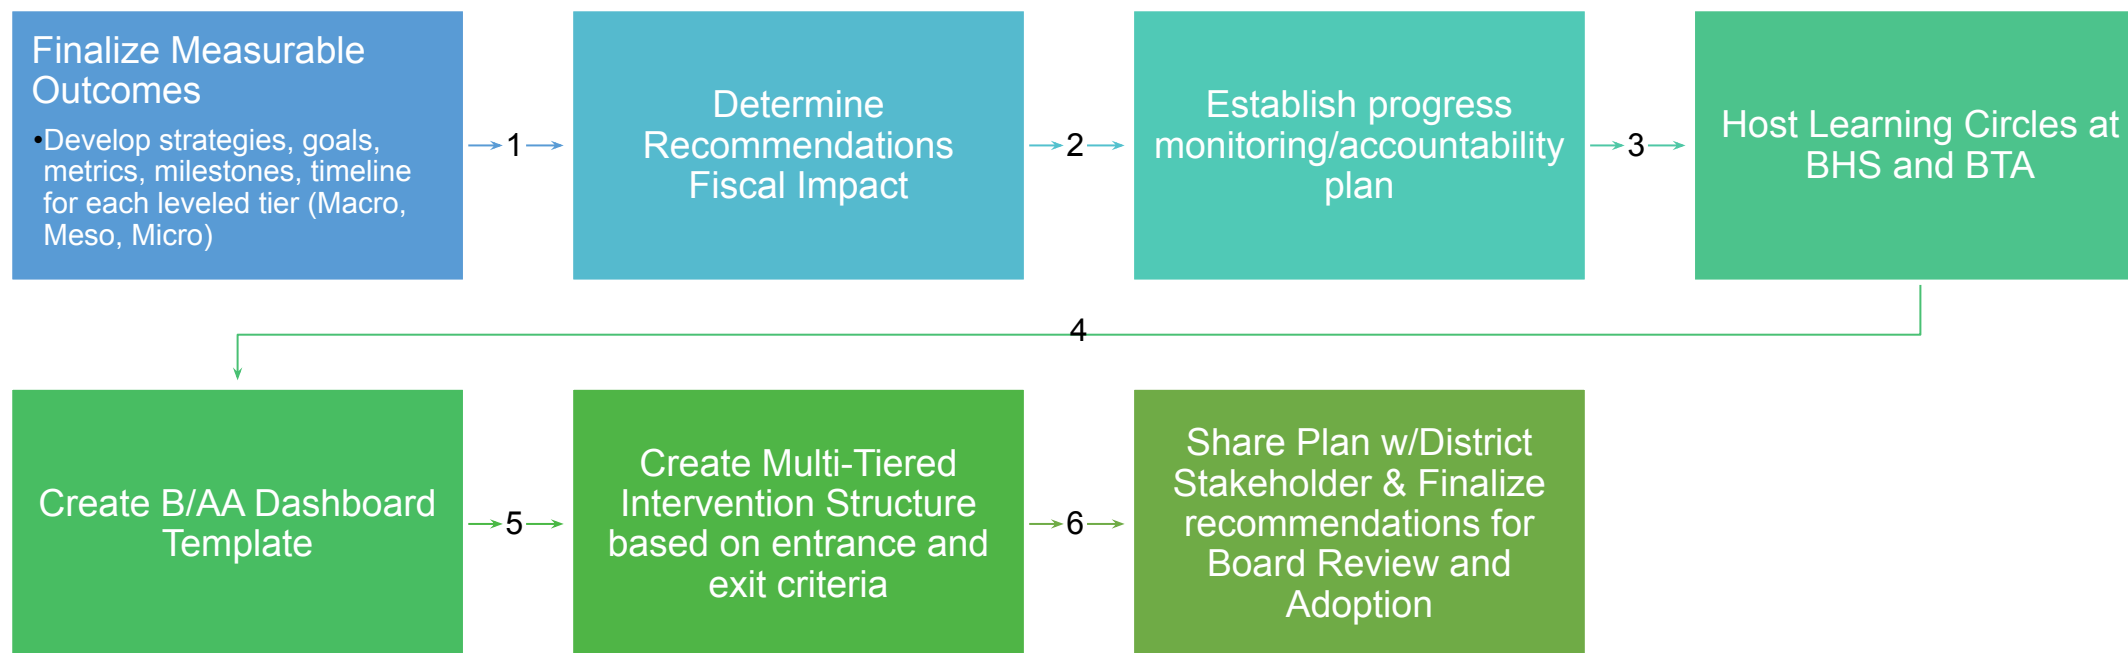 Finalize Measurable
Outcomes
•Develop strategies, goals,
metrics, milestones, timeline
for each leveled tier (Macro,
Meso, Micro)
1
Determine
Recommendations
Fiscal Impact
2
Establish progress
monitoring/accountability
plan
3
Host Learning Circles at
BHS and BTA
4
Create B/AA Dashboard
Template
5
Create Multi-Tiered
Intervention Structure
based on entrance and
exit criteria
6
Share Plan w/District
Stakeholder & Finalize
recommendations for
Board Review and
Adoption